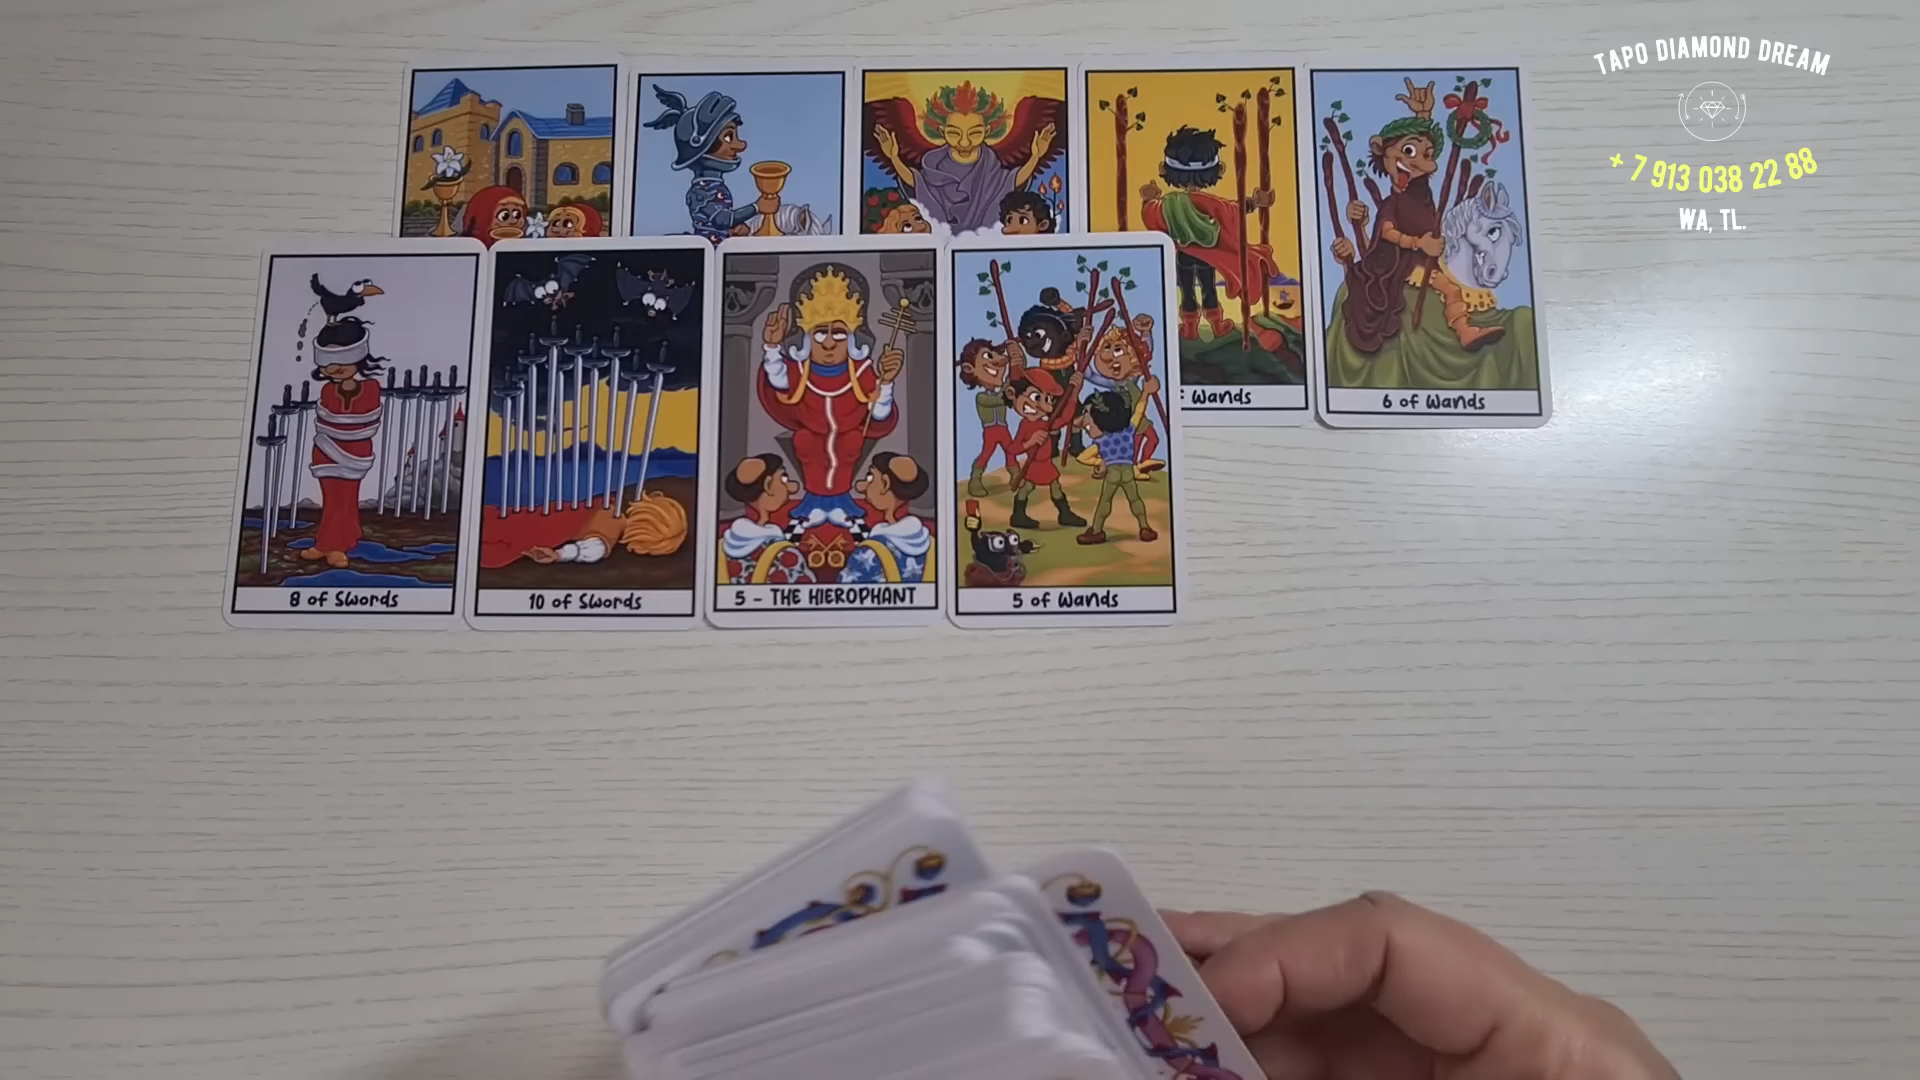 TAPO DIAMOND DREAM
+ 7 913 038 22 88
WA, TL.
Wands
6 of Wands
8 of Swords
10 of Swords
5 - THE HIEROPHANT
5 of Wands